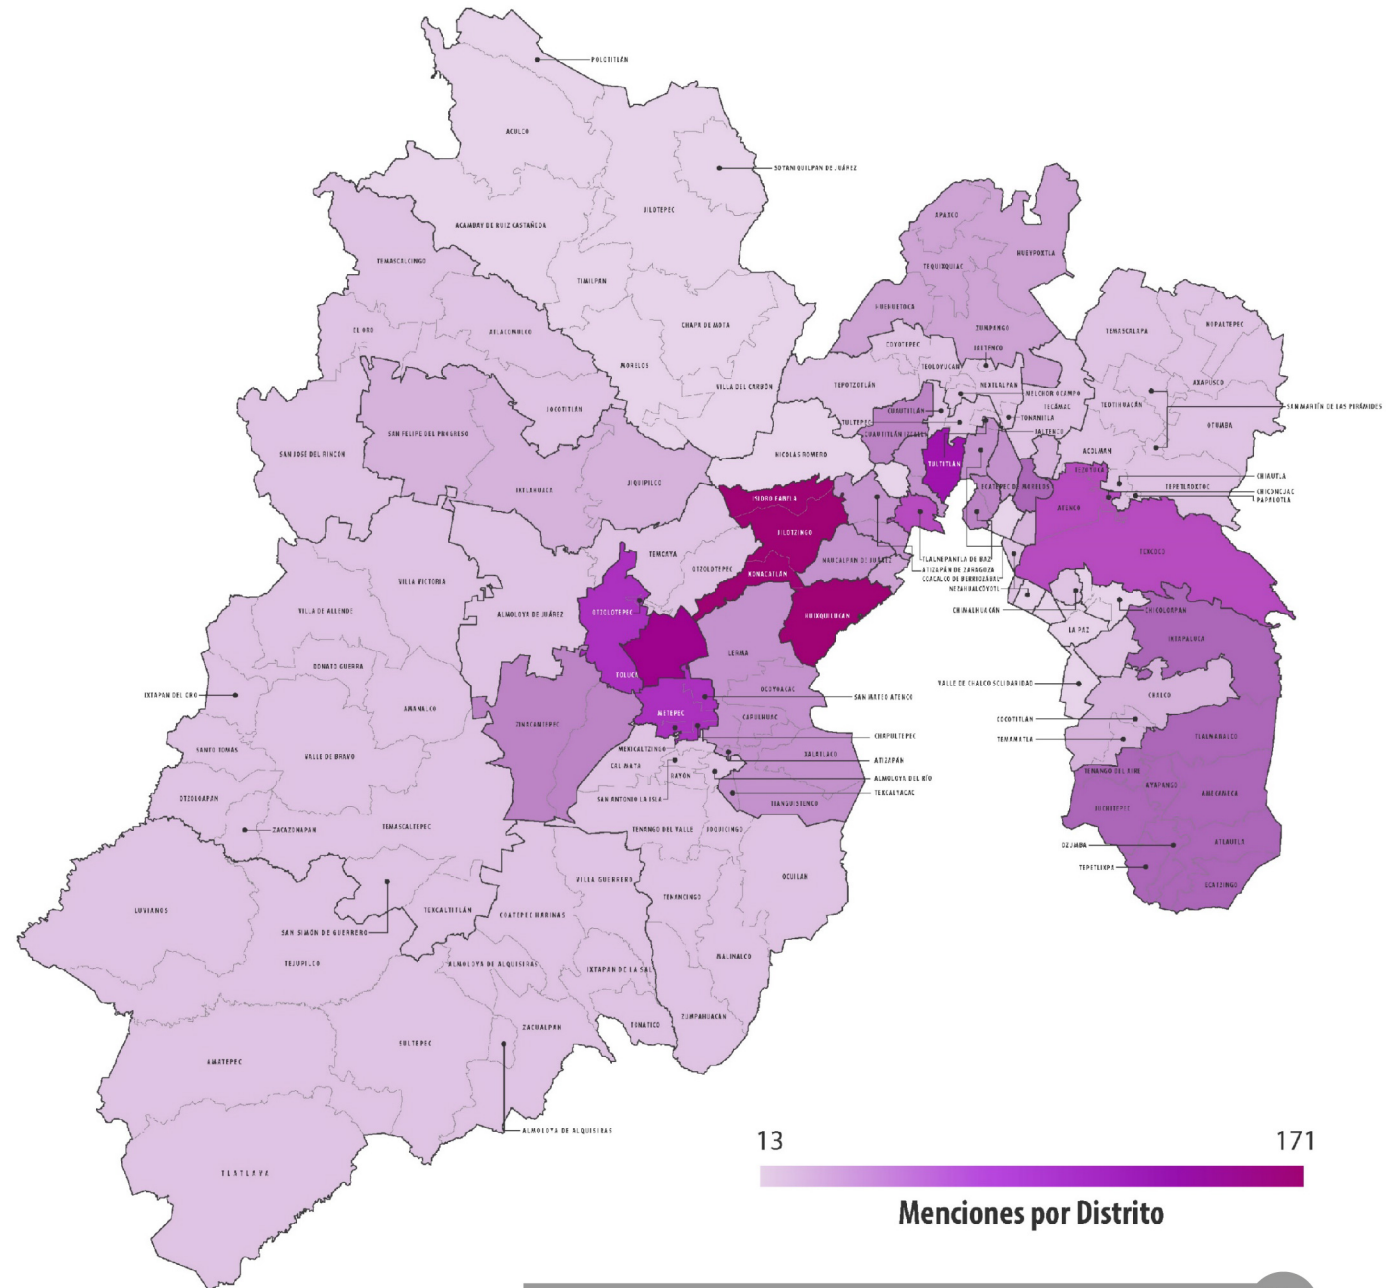 POLOTITLÁN
ACULCO
SOYANIQUILPAN DE JUÁREZ
JILOTEPEC
ACAMBAY DE RUIZ CASTAÑEDA
APAXCO
TEMASCALCINGO
HUEYPOXTLA
TEQUIXQUIAC
TIMILPAN
HUEHUETOCA
CHAPA DE MOTA
NOPALTEPEC
EL ORO
ATLACOMULCO
ZUMPANGO
TEMASCALAPA
COYOTEPEC
JALTENCO
MORELOS
TEOLOYUCAN
VILLA DEL CARBÓN
TEPOTZOTLÁN
NEXTLALPAN
AXAPUSCO
MELCHOR OCAMPO
TEOTIHUACÁN
SAN MARTÍN DE LAS PIRÁMIDES
JOCOTITLÁN
CUAUTITLÁN
TECÁMAC
TONANITLA
TULTEPEC
OTUMBA
SAN FELIPE DEL PROGRESO
CUAUTITLÁN IZCALLI
JALTENCO
SAN JOSÉ DEL RINCÓN
NICOLÁS ROMERO
ACOLMAN
TULTITLÁN
TEZOYUCA
CHIAUTLA
JIQUIPILCO
ECATEPEC DE MORELOS
TEPETLAOXTOC
IXTLAHUACA
CHICONCUAC
ISIDRO FABELA
PAPALOTLA
ATENCO
JILOTZINGO
TEMOAYA
TEXCOCO
NAUCALPAN DE JUÁREZ
TLALNEPANTLA DE BAZ
OTZOLOTEPEC
ATIZAPÁN DE ZARAGOZA
XONACATLÁN
COACALCO DE BERRIOZÁBAL
VILLA VICTORIA
NEZAHUALCÓYOTL
VILLA DE ALLENDE
CHIMALHUACÁN
CHICOLOAPAN
OTZOLOTEPEC
ALMOLOYA DE JUÁREZ
HUIXQUILUCAN
LA PAZ
IXTAPALUCA
LERMA
DONATO GUERRA
TOLUCA
VALLE DE CHALCO SOLIDARIDAD
OCOYOACAC
IXTAPAN DEL ORO
SAN MATEO ATENCO
CHALCO
AMANALCO
METEPEC
CAPULHUAC
COCOTITLÁN
ZINACANTEPEC
CHAPULTEPEC
TEMAMATLA
TLALMANALCO
SANTO TOMÁS
MEXICALTZINGO
VALLE DE BRAVO
XALATLACO
ATIZAPÁN
CALIMAYA
TENANGO DEL AIRE
RAYÓN
ALMOLOYA DEL RÍO
AYAPANGO
OTZOLOAPAN
TEXCALYACAC
AMECAMECA
SAN ANTONIO LA ISLA
TIANGUISTENCO
JUCHITEPEC
ZACAZONAPAN
TEMASCALTEPEC
TENANGO DEL VALLE
JOQUICINGO
OZUMBA
ATLAUTLA
TEPETLIXPA
OCUILAN
VILLA GUERRERO
ECATZINGO
TENANCINGO
LUVIANOS
TEXCALTITLÁN
COATEPEC HARINAS
SAN SIMÓN DE GUERRERO
MALINALCO
TEJUPILCO
ALMOLOYA DE ALQUISIRAS
IXTAPAN DE LA SAL
ZUMPAHUACÁN
TONATICO
ZACUALPAN
SULTEPEC
AMATEPEC
ALMOLOYA DE ALQUISIRAS
TLATLAYA
13 171
Menciones por Distrito